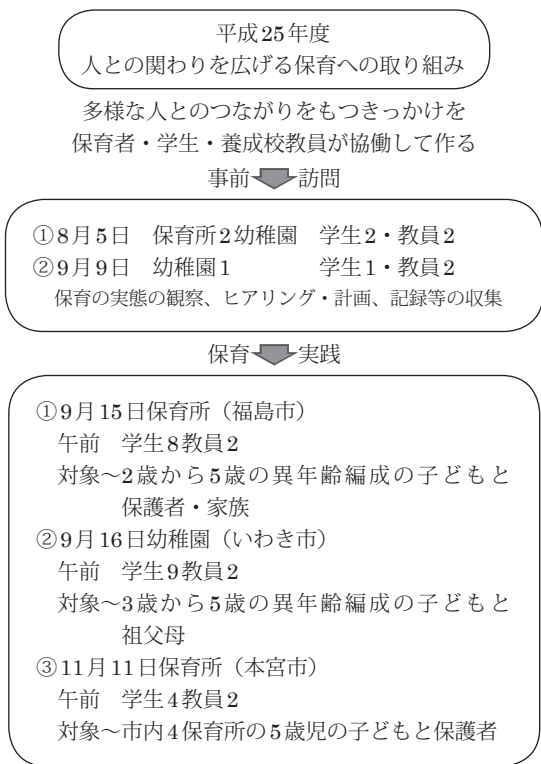 平成25年度
人との関わりを広げる保育への取り組み
多様な人とのつながりをもつきっかけを
保育者・学生・養成校教員が協働して作る
事前 訪問
①8月5日 保育所2幼稚園 学生2・教員2
②9月9日 幼稚園1 学生1・教員2
保育の実態の観察、ヒアリング・計画、記録等の収集
保育 実践
①9月15日保育所（福島市）
午前 学生8教員2
対象～2歳から5歳の異年齢編成の子どもと
保護者・家族
②9月16日幼稚園（いわき市）
午前 学生9教員2
対象～3歳から5歳の異年齢編成の子どもと
祖父母
③11月11日保育所（本宮市）
午前 学生4教員2
対象～市内4保育所の5歳児の子どもと保護者